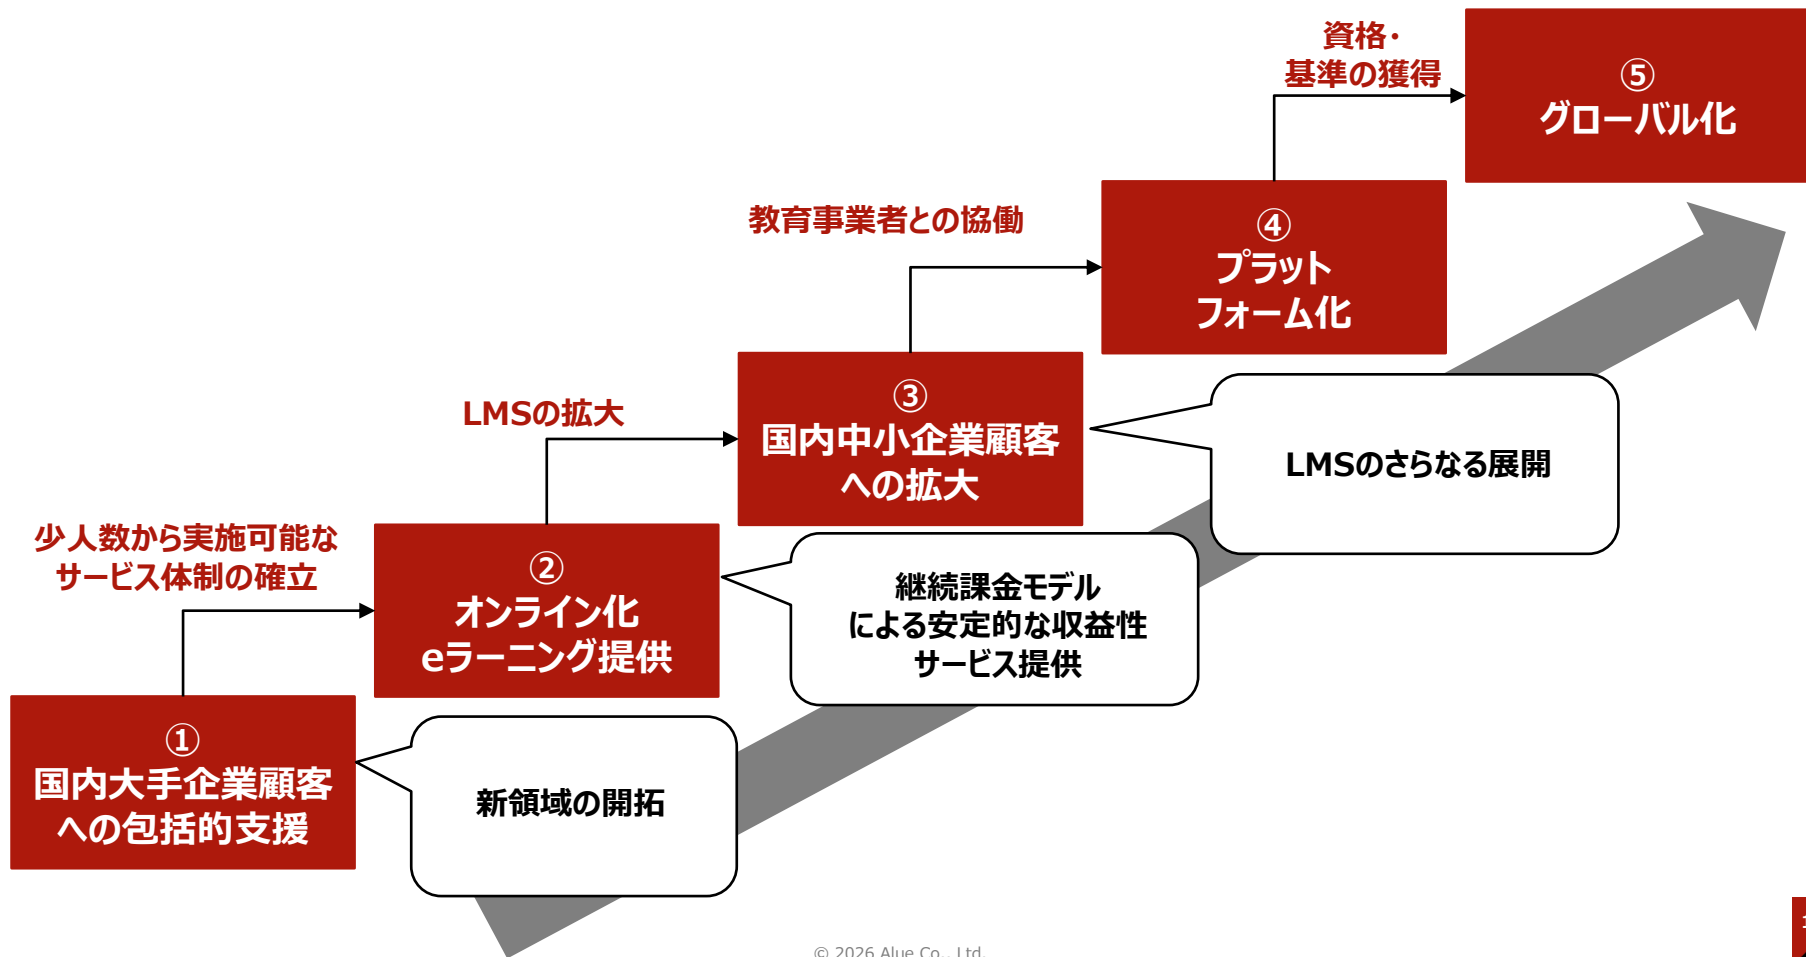 資格・
基準の獲得
⑤
グローバル化
教育事業者との協働
④
プラット
フォーム化
LMSの拡大
③
国内中小企業顧客
への拡大
LMSのさらなる展開
少人数から実施可能な
サービス体制の確立
②
オンライン化
eラーニング提供
継続課金モデル
による安定的な収益性
サービス提供
①
国内大手企業顧客
への包括的支援
新領域の開拓
© 2026 Alue Co., Ltd.